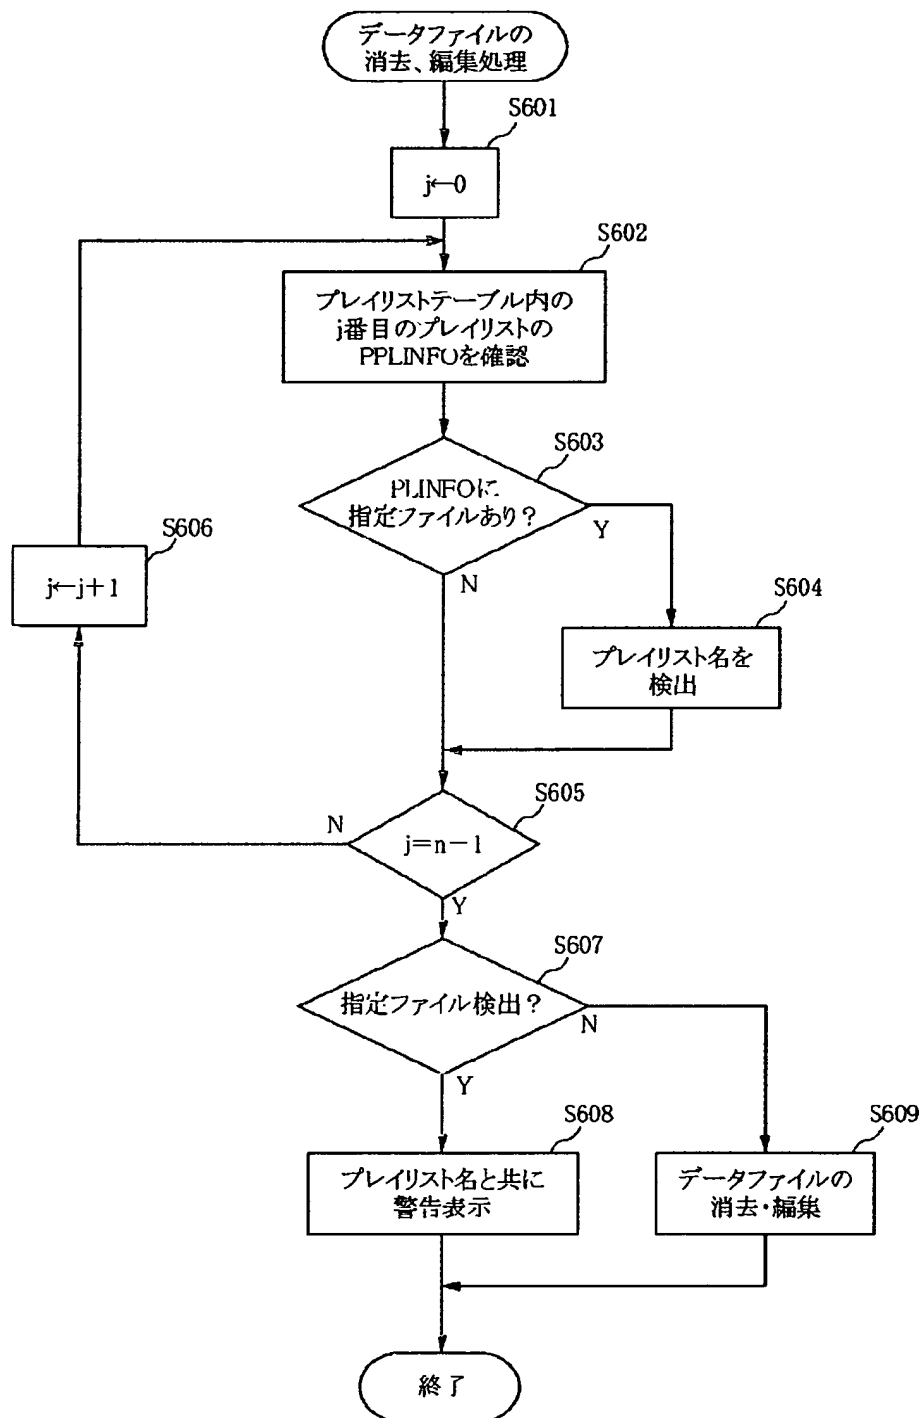 データファイルの
消去、編集処理
S601
j←0
S602
プレイリストテーブル内の
j番目のプレイリストの
PPLINFOを確認
S603
PLINFOに
指定ファイルあり?
Y
N
S606
j←j+1
S604
プレイリスト名を
検出
S605
N
j=n-1
Y
S607
指定ファイル検出?
N
Y
S608
プレイリスト名と共に
警告表示
S609
データファイルの
消去・編集
終了